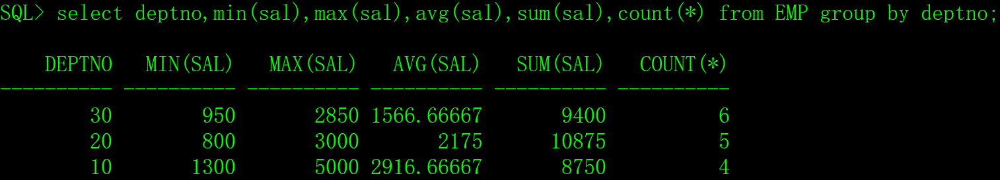 SQL> select deptno,min(sal),max(sal),avg(sal),sum(sal),count(*) from EMP group by deptno;
DEPTNO MIN(SAL) MAX(SAL) AVG(SAL) SUM(SAL) COUNT(*)
---------- ---------- ---------- ---------- ---------- ----------
30 950 2850 1566.66667 9400 6
20 800 3000 2175 10875 5
10 1300 5000 2916.66667 8750 4